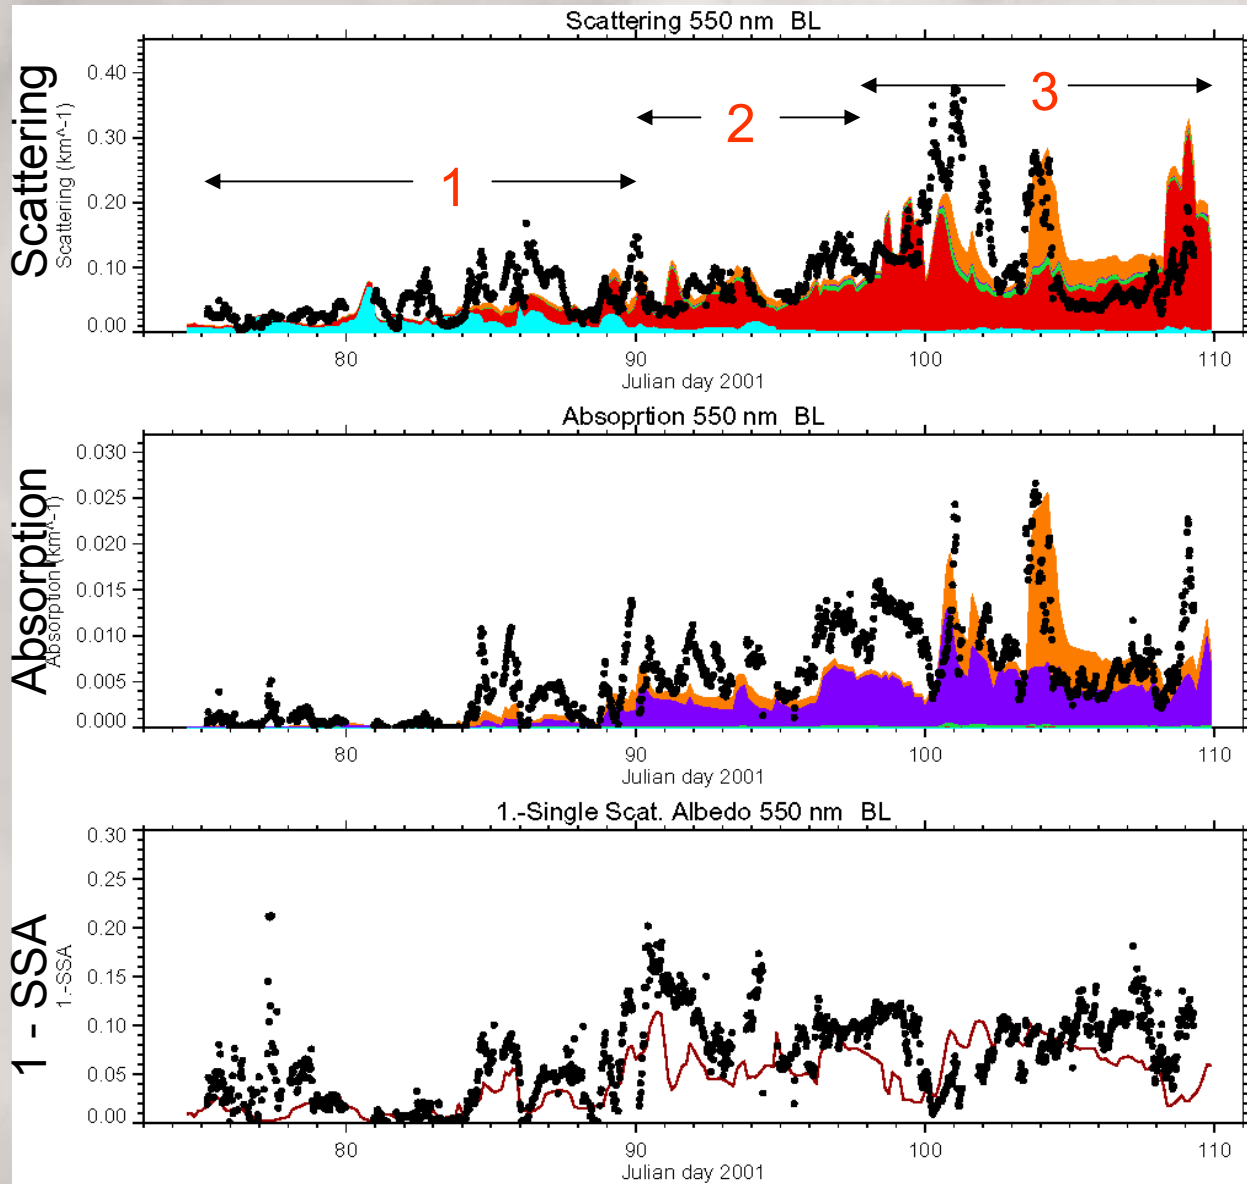 Scattering 550 nm BL
Scattering
Scattering (km^-1)
0.40
0.30
0.20
0.10
0.00
1
2
3
80
90
100
110
Julian day 2001
Absoprtion 550 nm BL
Absorption
Absorption (km^-1)
0.030
0.025
0.020
0.015
0.010
0.005
0.000
80
90
100
110
Julian day 2001
1.-Single Scat. Albedo 550 nm BL
1 - SSA
1.-SSA
0.30
0.25
0.20
0.15
0.10
0.05
0.00
80
90
100
110
Julian day 2001